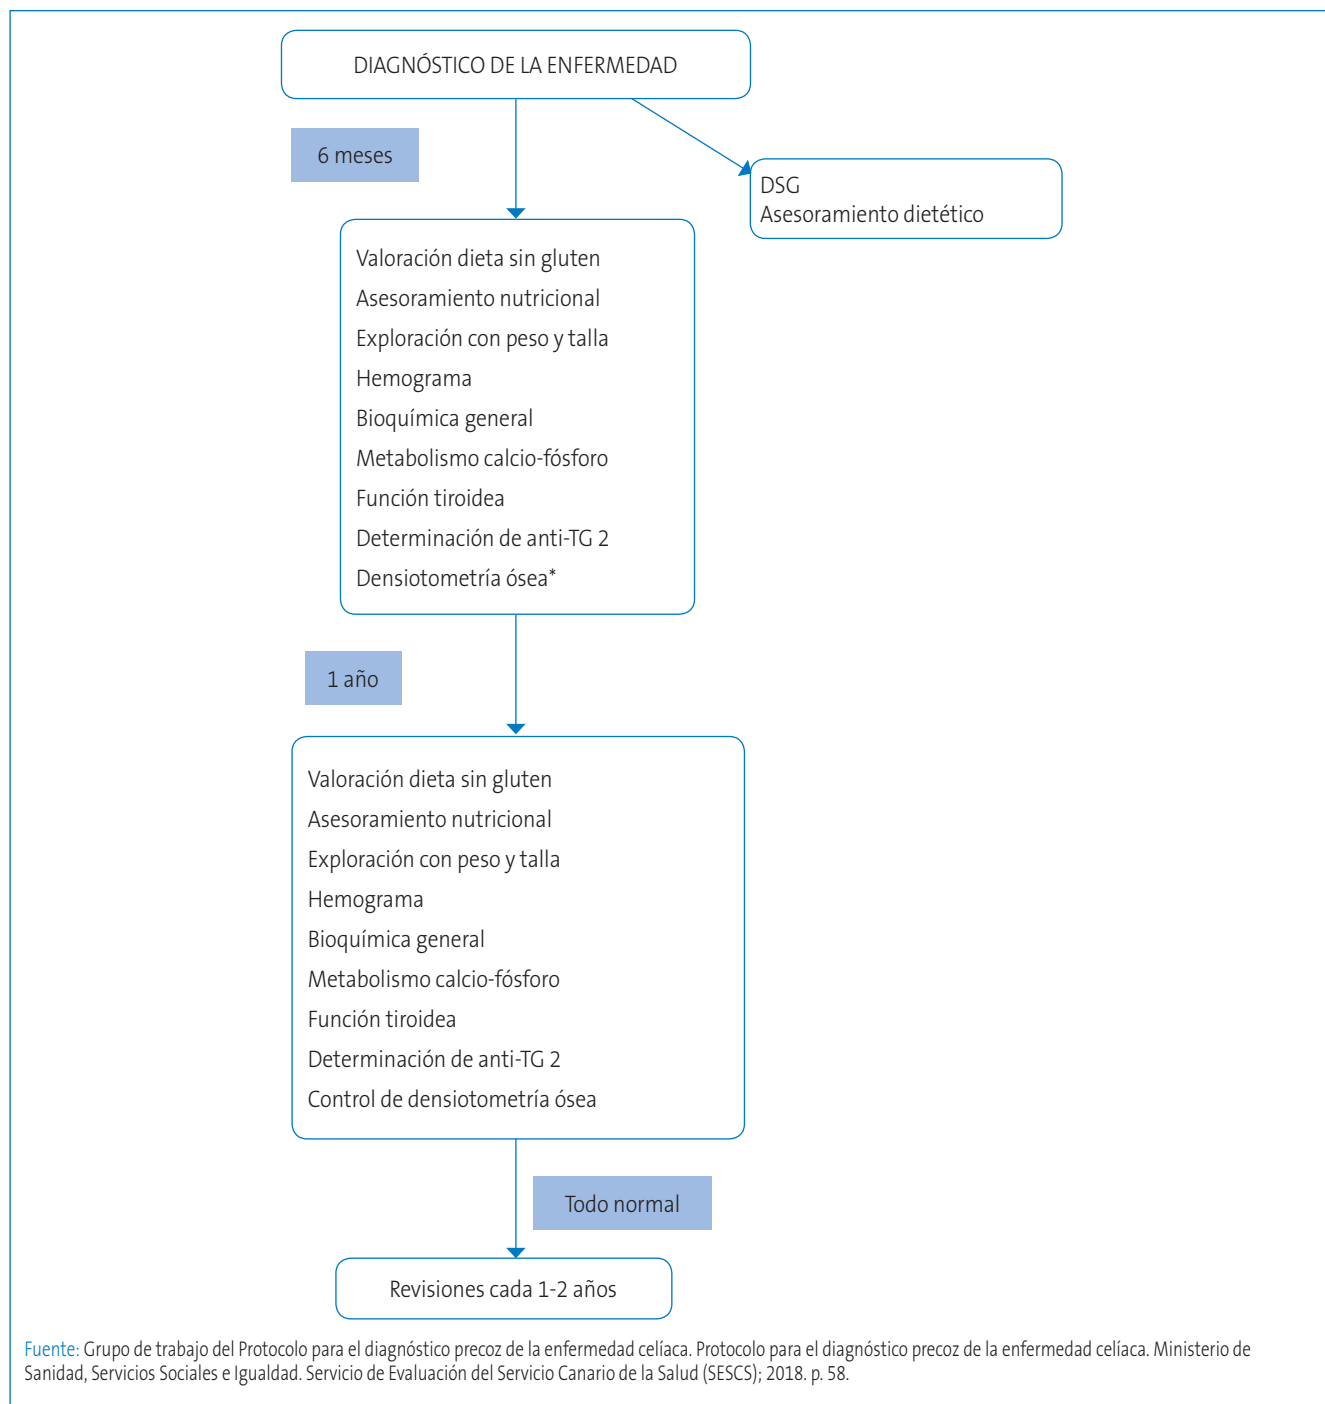 DIAGNÓSTICO DE LA ENFERMEDAD
6 meses
DSG
Asesoramiento dietético
Valoración dieta sin gluten
Asesoramiento nutricional
Exploración con peso y talla
Hemograma
Bioquímica general
Metabolismo calcio-fósforo
Función tiroidea
Determinación de anti-TG 2
Densiotometría ósea*
1 año
Valoración dieta sin gluten
Asesoramiento nutricional
Exploración con peso y talla
Hemograma
Bioquímica general
Metabolismo calcio-fósforo
Función tiroidea
Determinación de anti-TG 2
Control de densiotometría ósea
Todo normal
Revisiones cada 1-2 años
Fuente: Grupo de trabajo del Protocolo para el diagnóstico precoz de la enfermedad celíaca. Protocolo para el diagnóstico precoz de la enfermedad celíaca. Ministerio de
Sanidad, Servicios Sociales e Igualdad. Servicio de Evaluación del Servicio Canario de la Salud (SESCS); 2018. p. 58.